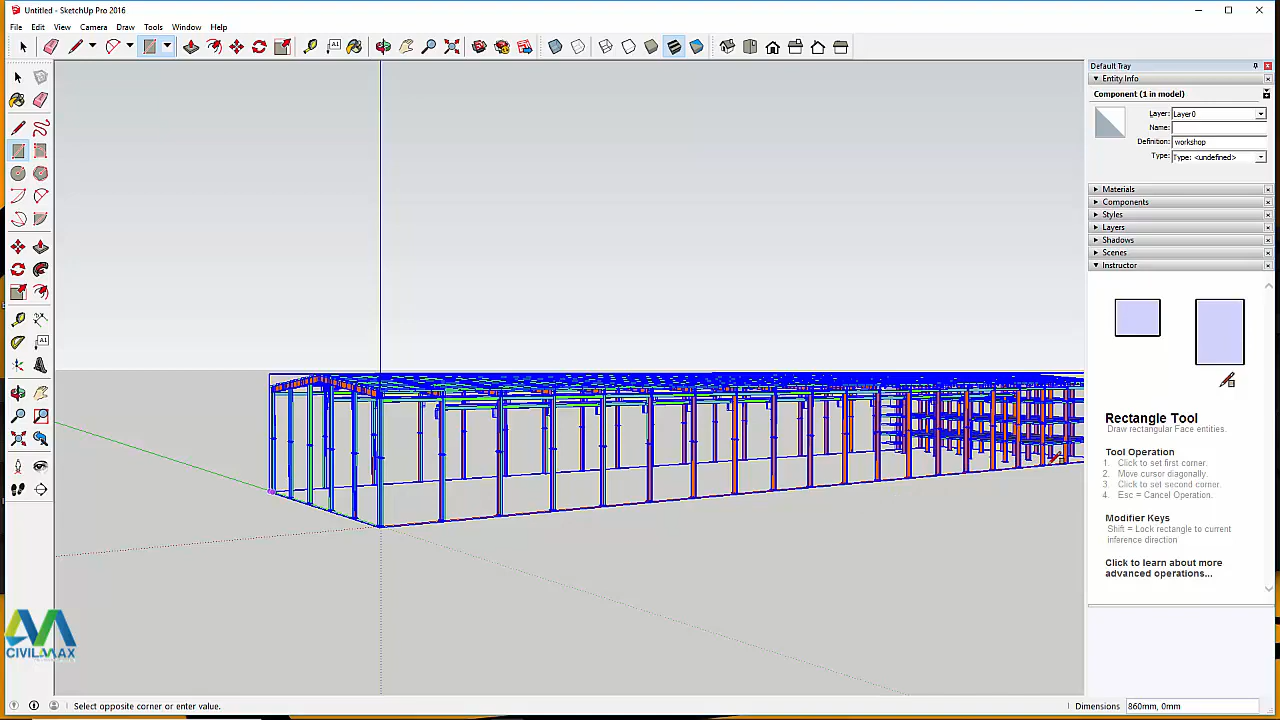 Untitled - SketchUp Pro 2016
File Edit View Camera Draw Tools Window Help
Default Tray
Entity Info
Component (1 in model)
Layer: Layer0
Name:
Definition: workshop
Type: Type: <undefined>
Materials
Components
Styles
Layers
Shadows
Scenes
Instructor
Rectangle Tool
Draw rectangular Face entities.
Tool Operation
1. Click to set first corner.
2. Move cursor diagonally.
3. Click to set second corner.
4. Esc = Cancel Operation.
Modifier Keys
Shift = Lock rectangle to current
inference direction
Click to learn about more
advanced operations...
CIVILMAX
Select opposite corner or enter value.
Dimensions 860mm, 0mm